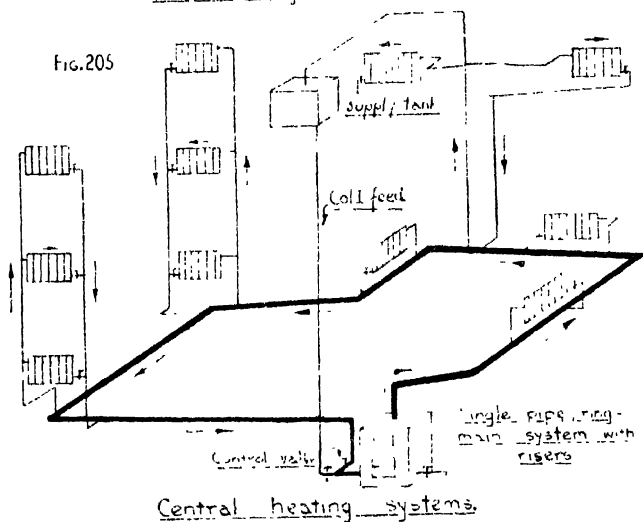 FIG.205
supply tank
Cold feed
Control valve
single pipe ring-
main system with
risers
Central heating systems.